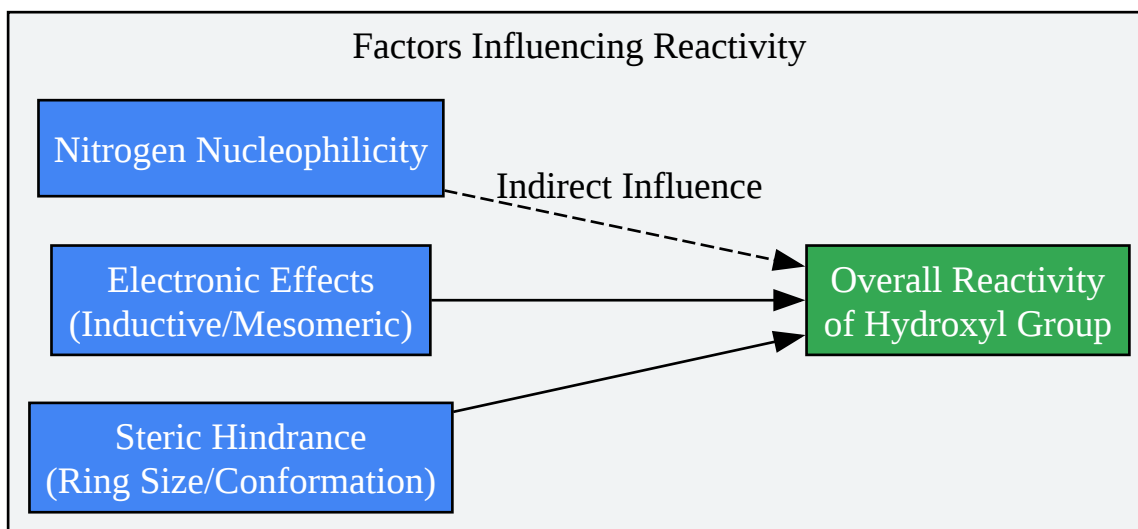 Factors Influencing Reactivity
Nitrogen Nucleophilicity
Indirect Influence
Electronic Effects
(Inductive/Mesomeric)
Overall Reactivity
of Hydroxyl Group
Steric Hindrance
(Ring Size/Conformation)